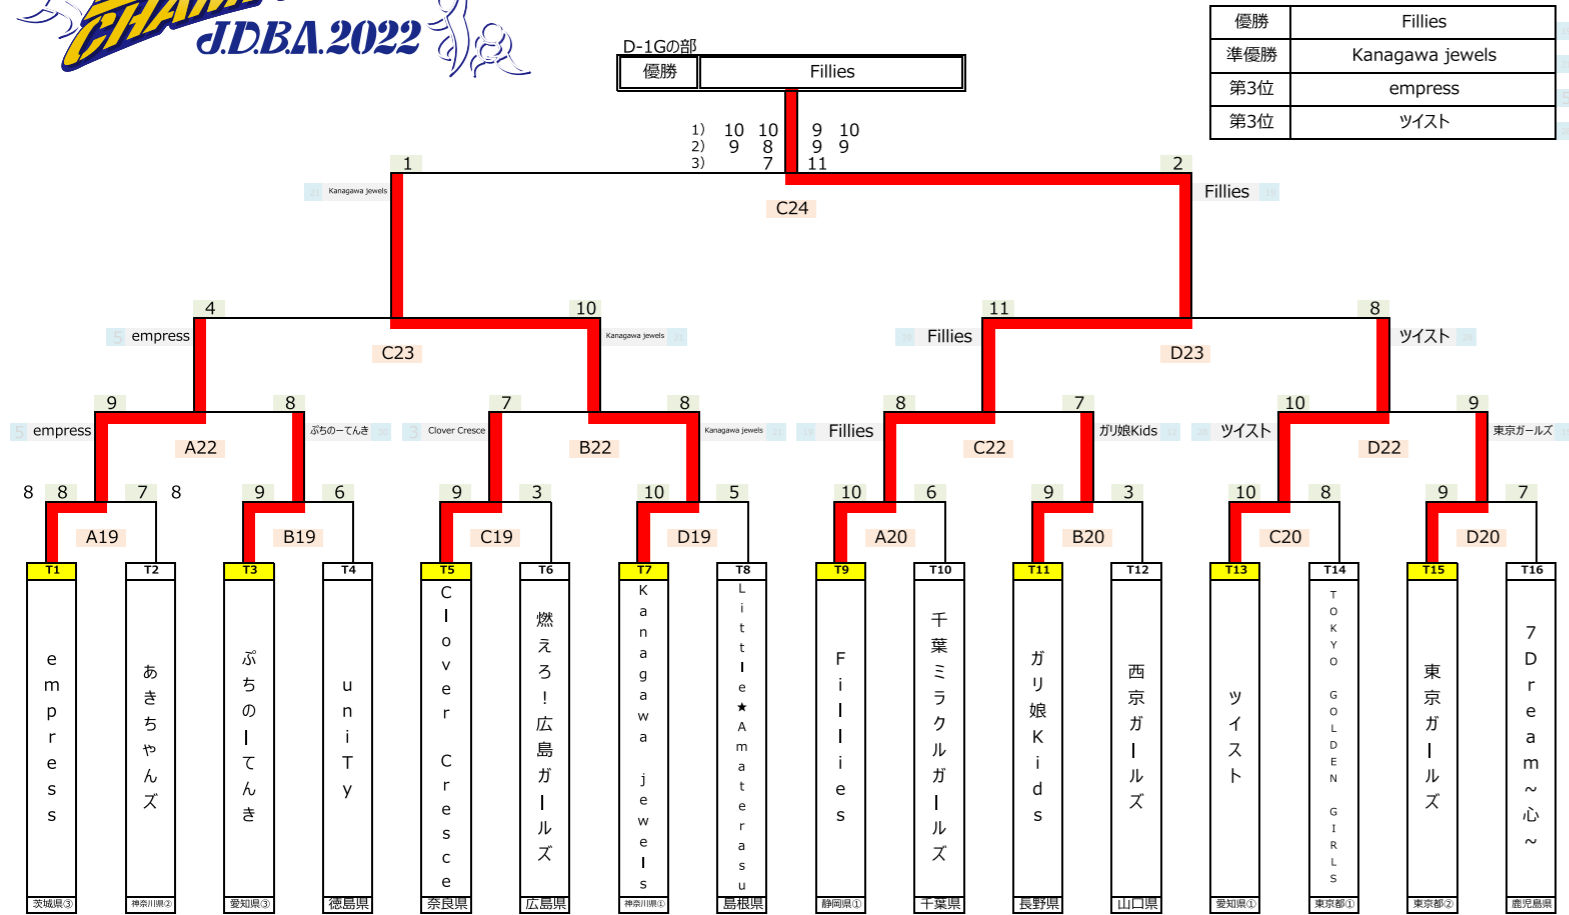 CHAMP
J.D.B.A.2022
優勝 Fillies
準優勝 Kanagawa jewels
第3位 empress
第3位 ツイスト
D-1Gの部
優勝 Fillies
1) 10 10 9 10
2) 9 8 9 9
3) 7 11
1 2
Kanagawa jewels Fillies
C24
4 10 11 8
5 empress Kanagawa jewels 21 Fillies ツイスト
C23 D23
9 8 7 8 8 7 10 9
5 empress ぷちのーてんき 3 Clover Cresce Kanagawa jewels 21 Fillies ガリ娘Kids ツイスト 東京ガールズ
A22 B22 C22 D22
8 8 7 8 9 6 9 3 10 5 10 6 9 3 10 8 9 7
A19 B19 C19 D19 A20 B20 C20 D20
T1 T2 T3 T4 T5 T6 T7 T8 T9 T10 T11 T12 T13 T14 T15 T16
empress
あきちゃんズ
ぷちのーてんき
uniTy
Clover Cresce
燃えろ!広島ガールズ
Kanagawa jewels
Little★Amaterasu
Fillies
千葉ミラクルガールズ
ガリ娘Kids
西京ガールズ
ツイスト
TOKYO GOLDEN GIRLS
東京ガールズ
7Dream~心~
茨城県③ 神奈川県② 愛知県③ 徳島県 奈良県 広島県 神奈川県① 島根県 静岡県① 千葉県 長野県 山口県 愛知県① 東京都① 東京都② 鹿児島県